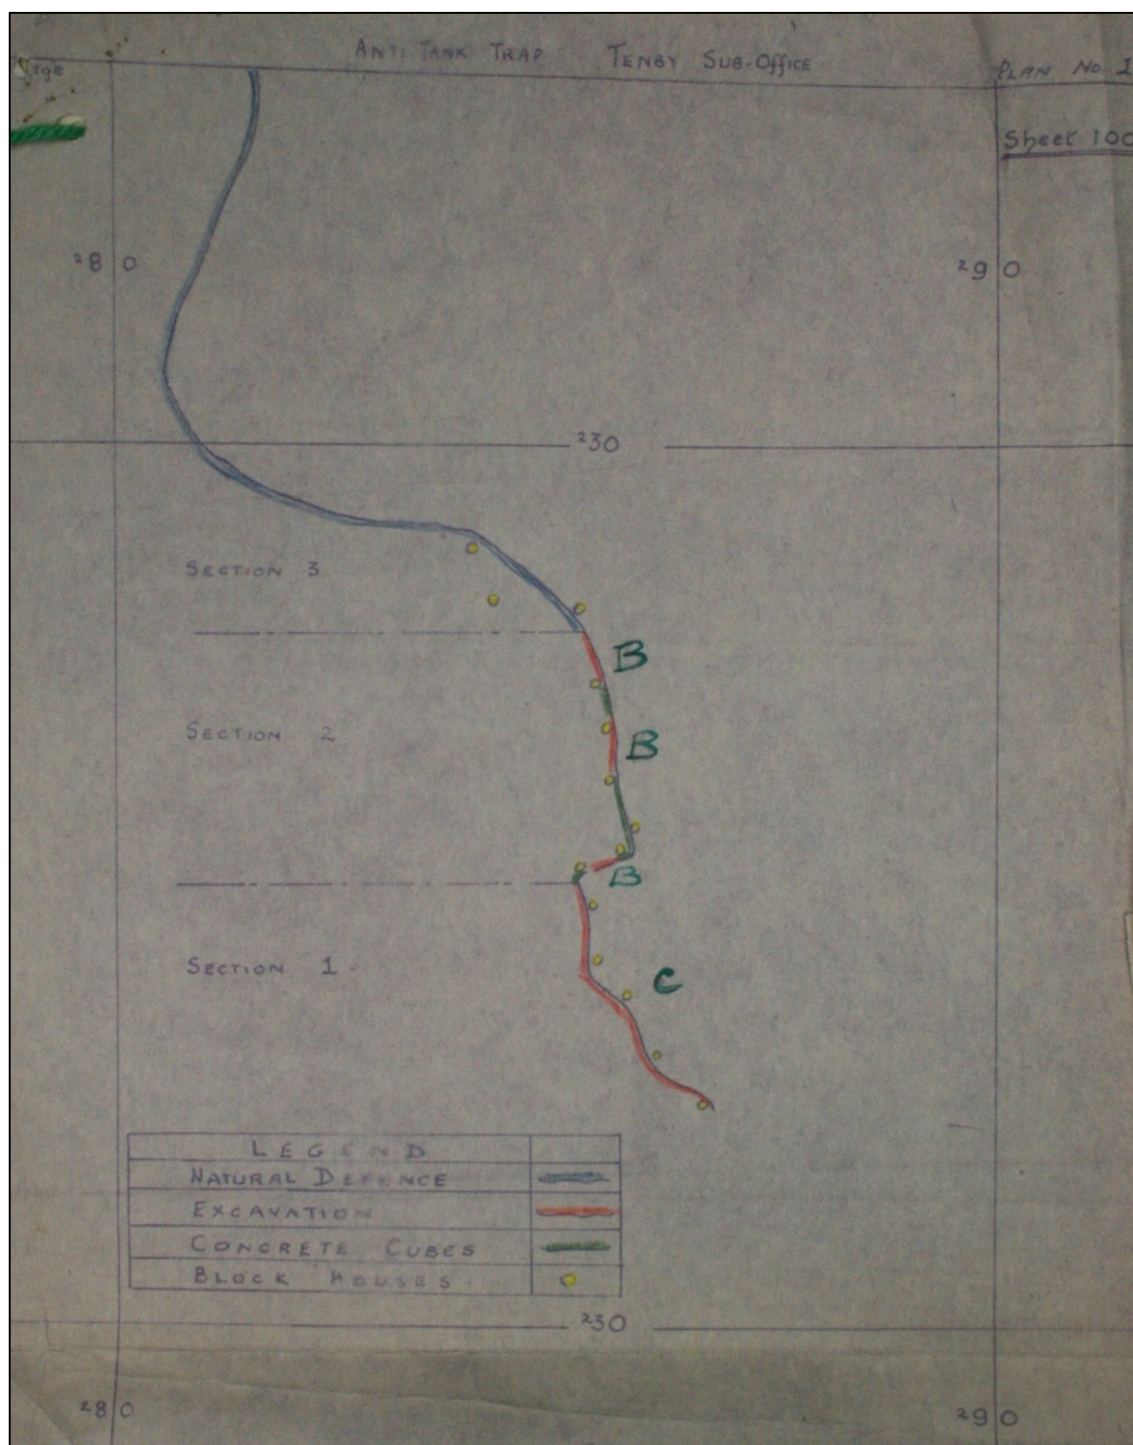 ANTI TANK TRAP TENBY SUB-OFFICE
PLAN NO. I
Sheet 100
280
290
230
SECTION 3
B
SECTION 2
B
B
SECTION 1
C
LEGEND
NATURAL DEFENCE
EXCAVATION
CONCRETE CUBES
BLOCK HOUSES
230
280
290